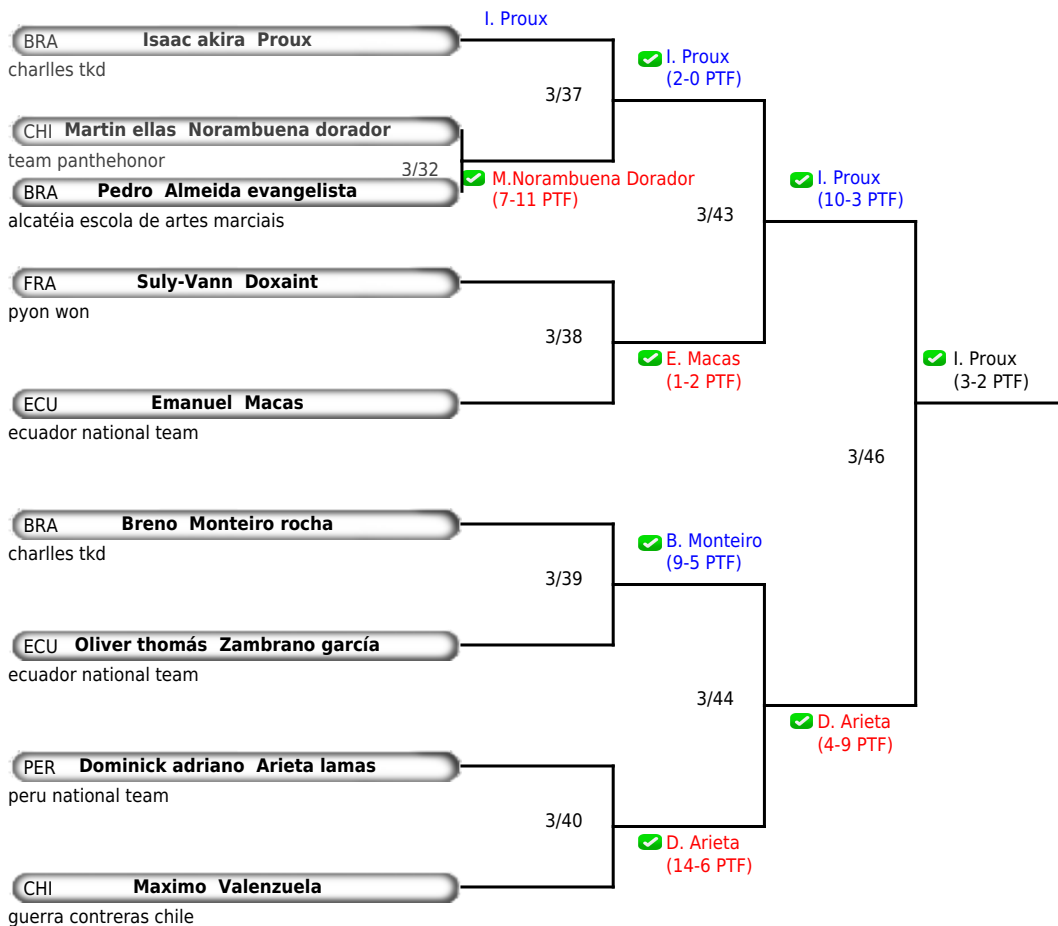 I. Proux
BRA Isaac akira Proux
charlles tkd
I. Proux
(2-0 PTF)
3/37
CHI Martin ellas Norambuena dorador
team panthehonor
3/32
M.Norambuena Dorador
(7-11 PTF)
BRA Pedro Almeida evangelista
alcatéia escola de artes marciais
I. Proux
(10-3 PTF)
3/43
FRA Suly-Vann Doxaint
pyon won
3/38
E. Macas
(1-2 PTF)
I. Proux
(3-2 PTF)
ECU Emanuel Macas
ecuador national team
3/46
BRA Breno Monteiro rocha
charlles tkd
B. Monteiro
(9-5 PTF)
3/39
ECU Oliver thomás Zambrano garcía
ecuador national team
3/44
D. Arieta
(4-9 PTF)
PER Dominick adriano Arieta lamas
peru national team
3/40
D. Arieta
(14-6 PTF)
CHI Maximo Valenzuela
guerra contreras chile